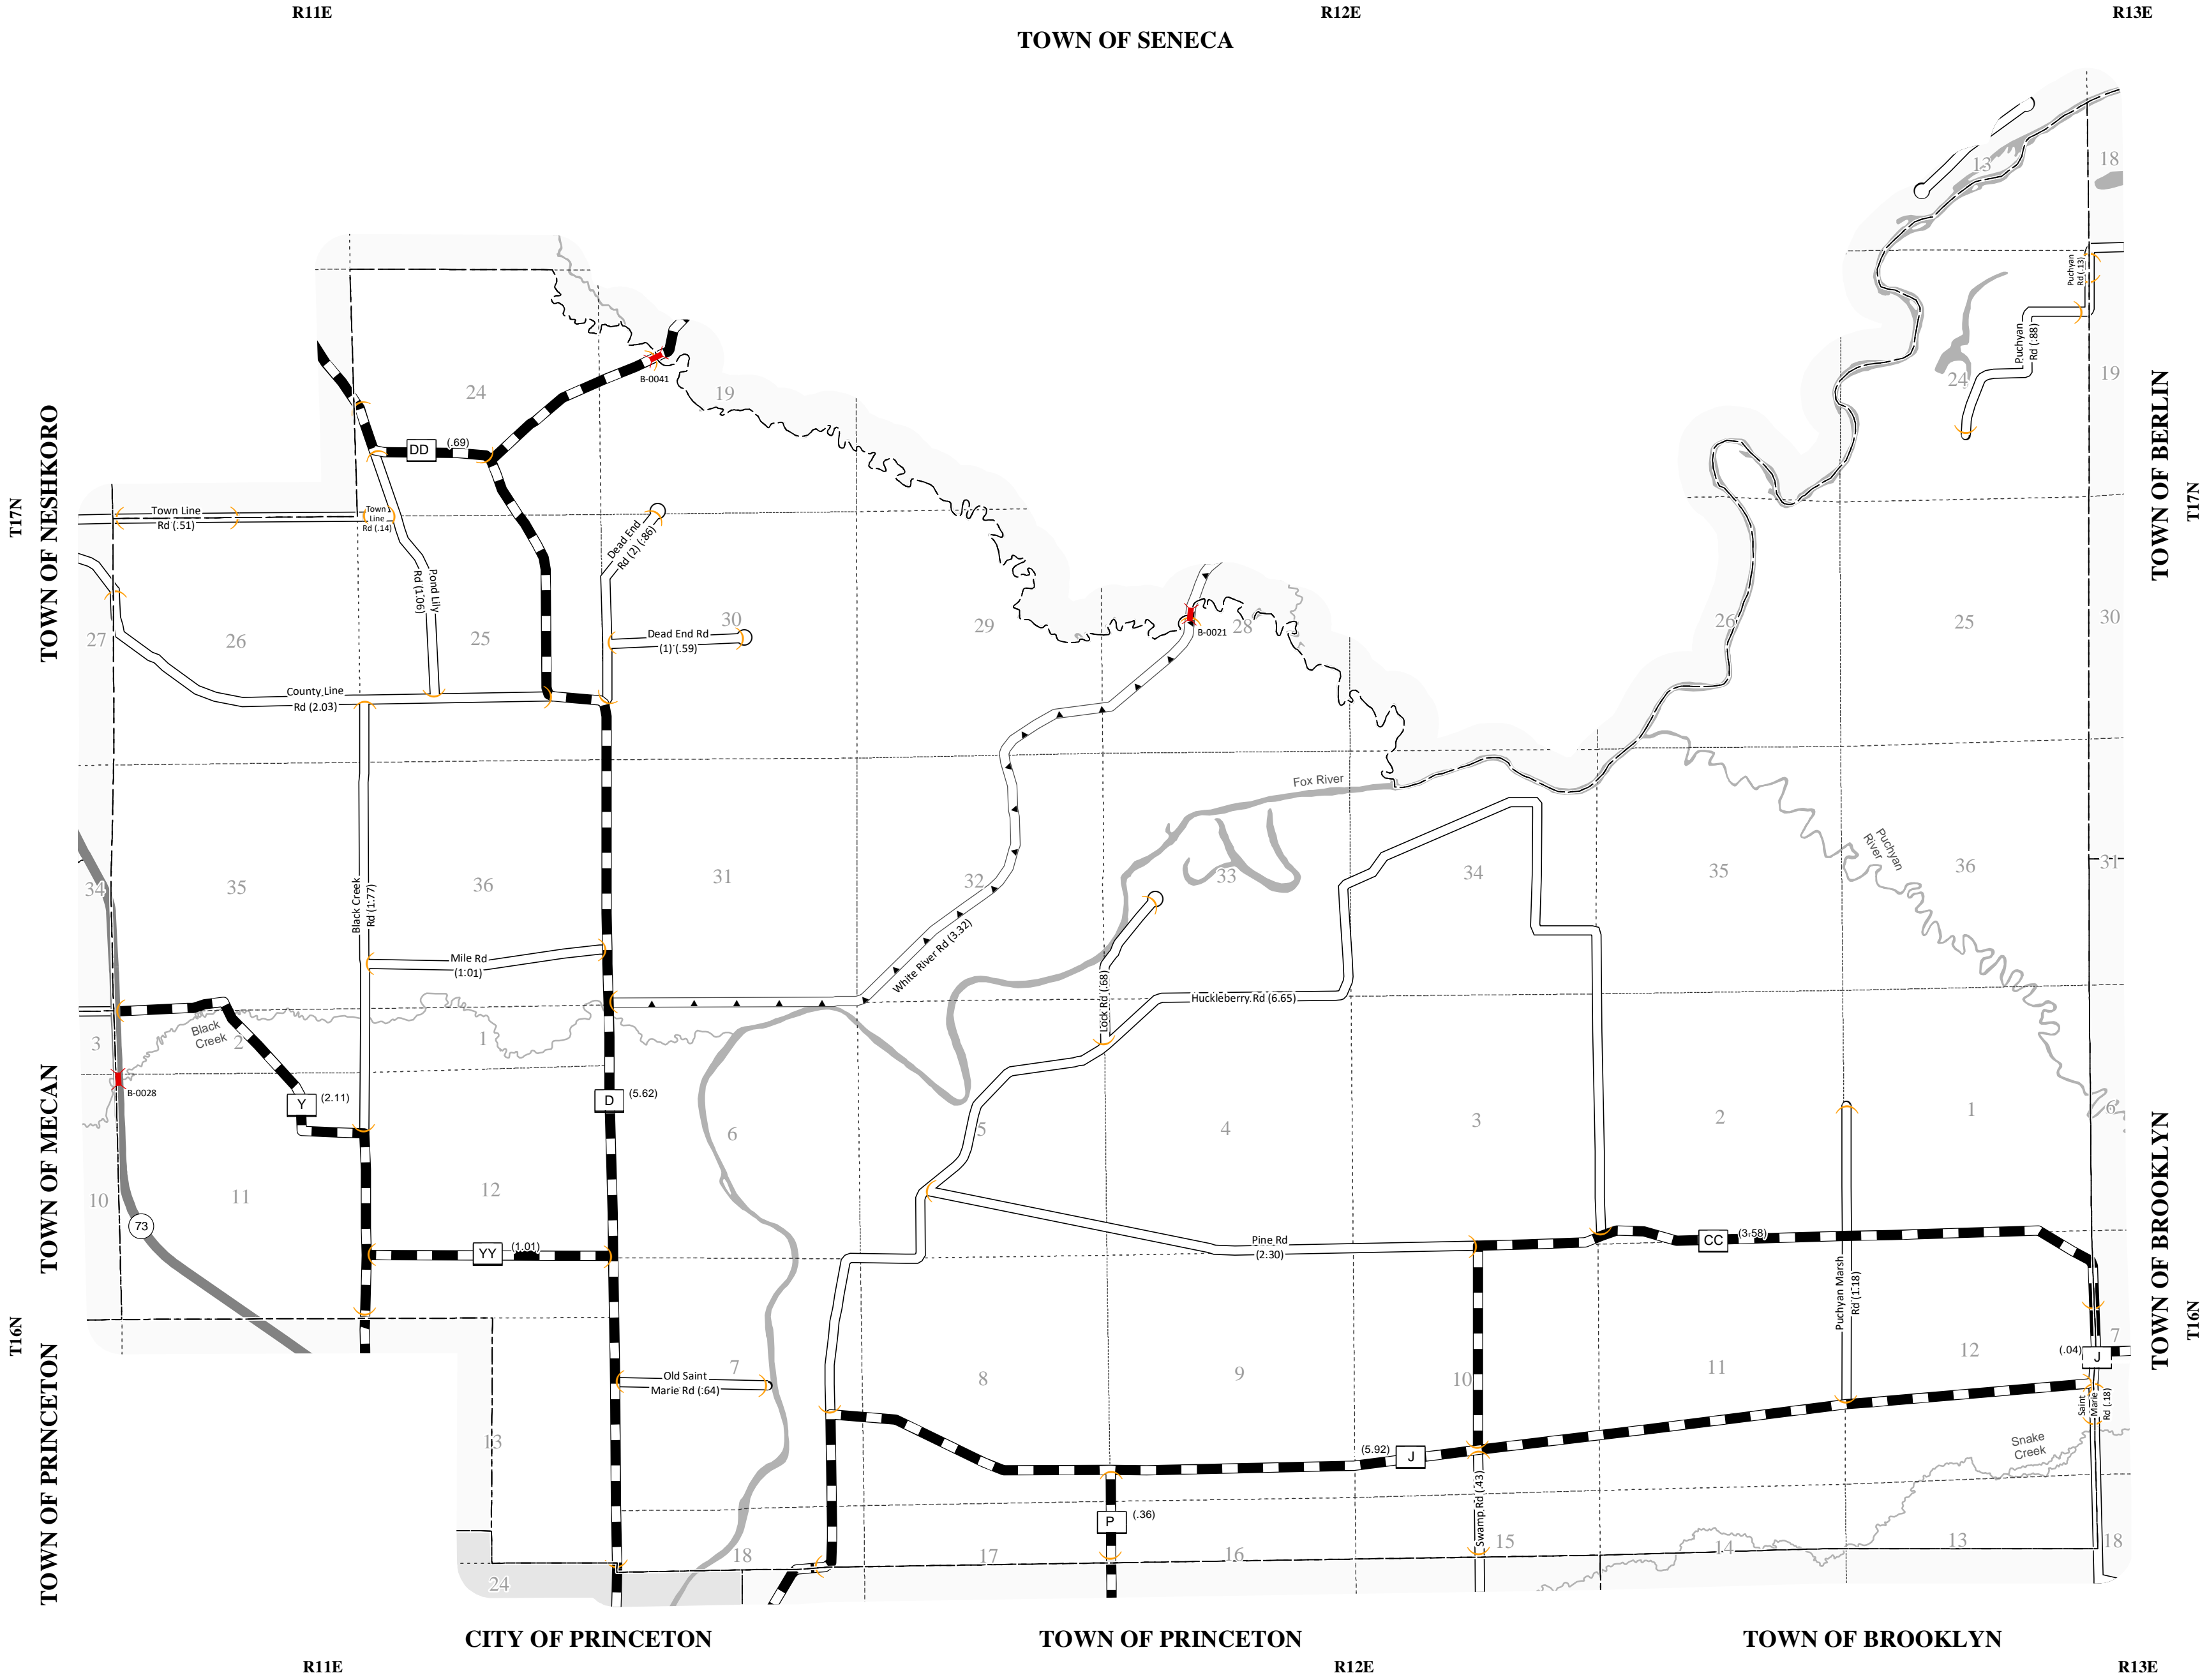 R11E
R12E
R13E
TOWN OF SENECA
13
18
Puchyan
Rd (.13)
Puchyan
Rd (.88)
24
19
B-0041
24
19
DD
(.69)
TOWN OF NESHKORO
T17N
TOWN OF BERLIN
T17N
Town Line
Rd (.51)
Town
Line
Rd (.14)
Dead End
Rd (2) (.86)
Pond Lily
Rd (1.06)
27
26
25
30
Dead End Rd
(1) (.59)
29
B-0021
28
26
25
30
County Line
Rd (2.03)
Fox River
Puchyan
River
34
35
36
31
32
33
34
35
36
31
Black Creek
Rd (1.77)
Mile Rd
(1.01)
White River Rd (3.32)
Lock Rd (.68)
Huckleberry Rd (6.65)
Black
Creek
3
2
1
B-0028
Y
(2.11)
D
(5.62)
6
5
4
3
2
1
6
TOWN OF MECAN
TOWN OF BROOKLYN
10
11
12
73
YY
(1.01)
Pine Rd
(2.30)
CC
(3.58)
Puchyan Marsh
Rd (1.18)
T16N
T16N
TOWN OF PRINCETON
7
Old Saint
Marie Rd (.64)
8
9
10
11
12
7
(.04)
J
Saint
Marie
Rd (.18)
13
(5.92)
J
Snake
Creek
Swamp Rd (.43)
P
(.36)
24
18
17
16
15
14
13
18
CITY OF PRINCETON
TOWN OF PRINCETON
TOWN OF BROOKLYN
R11E
R12E
R13E